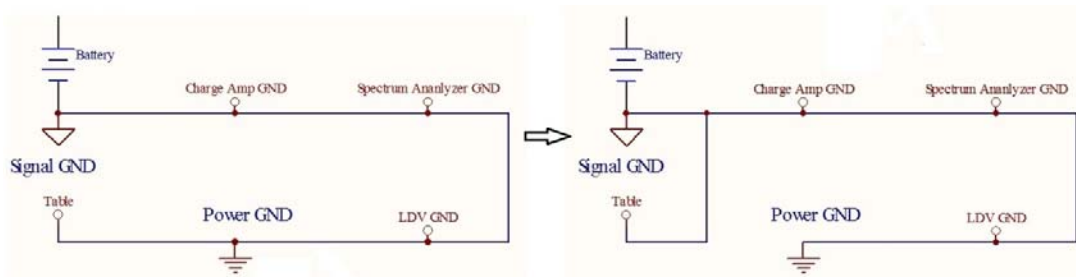 Battery
Charge Amp GND
Spectrum Ananlyzer GND
Signal GND
Table
Power GND
LDV GND
Battery
Charge Amp GND
Spectrum Ananlyzer GND
Signal GND
Table
Power GND
LDV GND